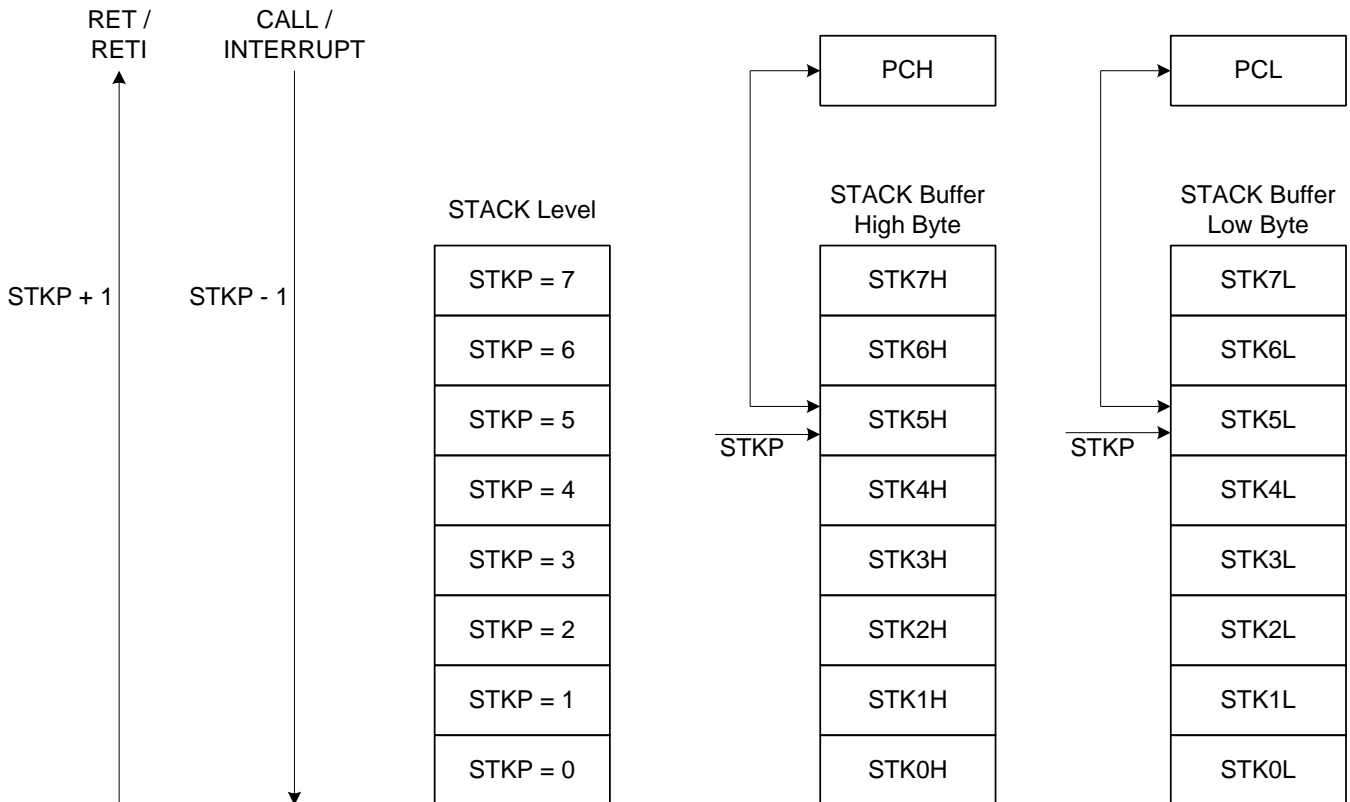 RET /
RETI
CALL /
INTERRUPT
PCH
PCL
STACK Level
STACK Buffer
High Byte
STACK Buffer
Low Byte
STKP + 1
STKP - 1
STKP = 7
STK7H
STK7L
STKP = 6
STK6H
STK6L
STKP = 5
STK5H
STK5L
STKP
STKP
STKP = 4
STK4H
STK4L
STKP = 3
STK3H
STK3L
STKP = 2
STK2H
STK2L
STKP = 1
STK1H
STK1L
STKP = 0
STK0H
STK0L